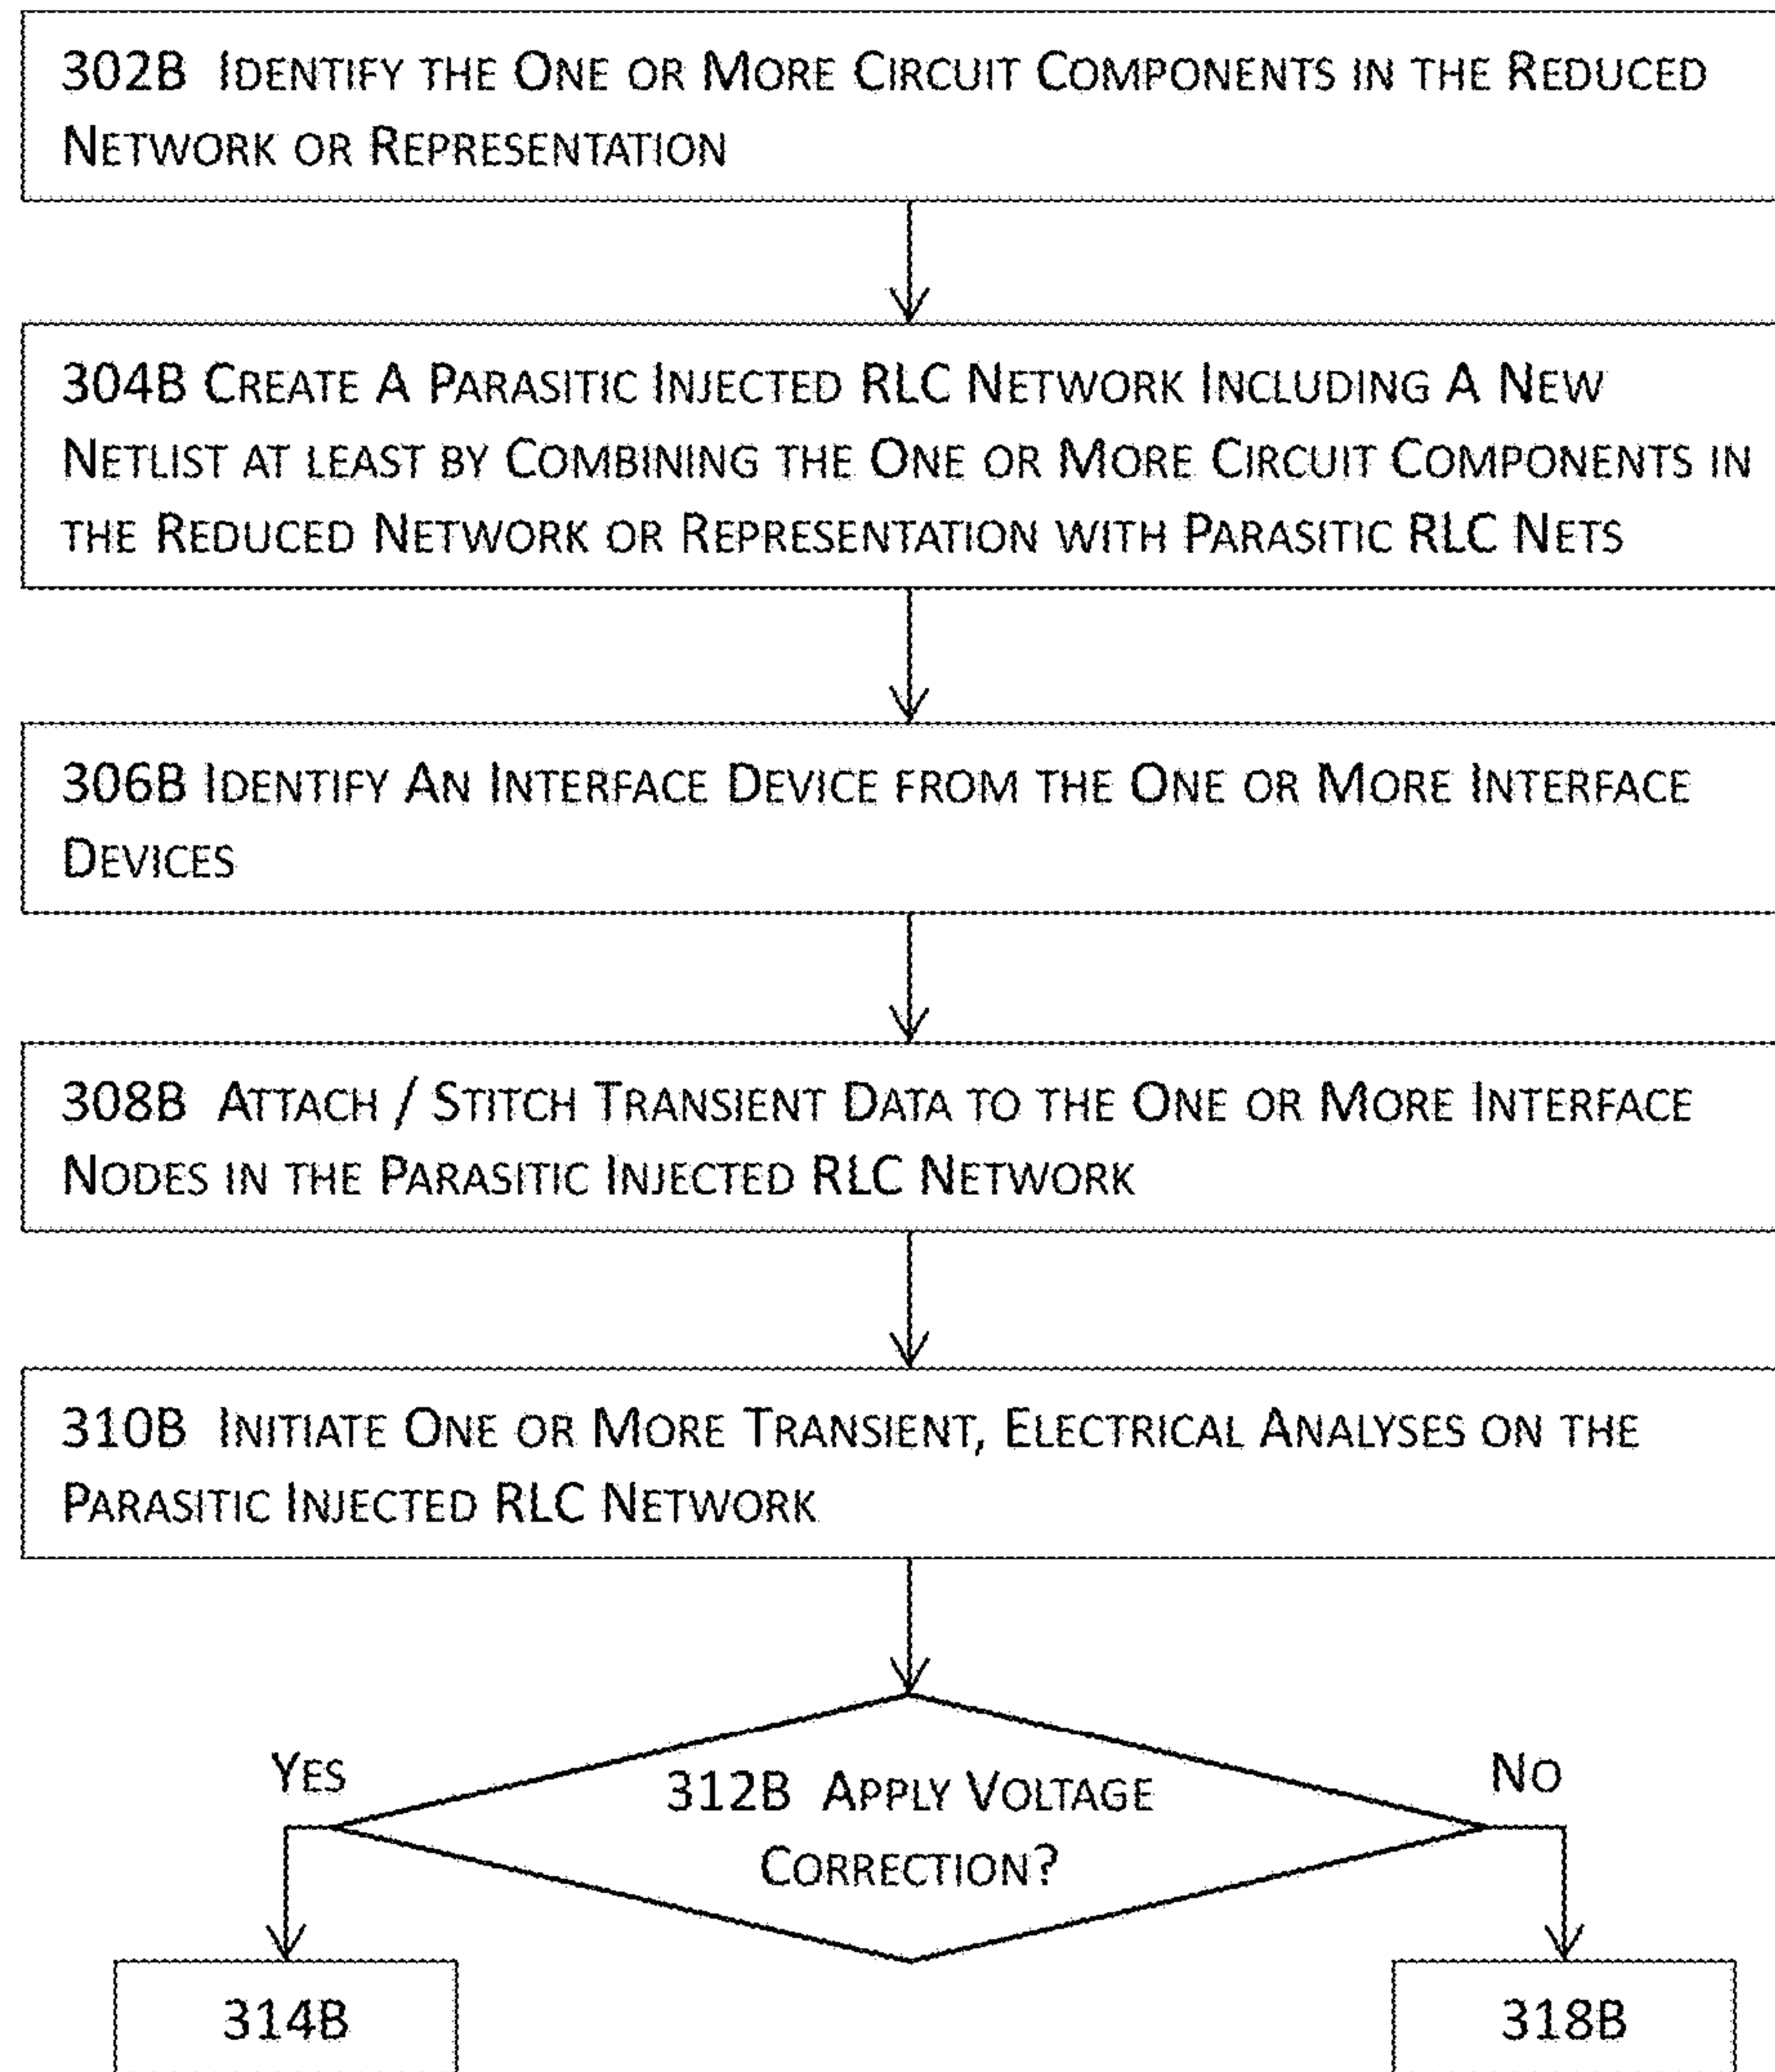 302B Identify the One or More Circuit Components in the Reduced
Network or Representation
304B Create A Parasitic Injected RLC Network Including A New
Netlist at least by Combining the One or More Circuit Components in
the Reduced Network or Representation with Parasitic RLC Nets
306B Identify An Interface Device from the One or More Interface
Devices
308B Attach / Stitch Transient Data to the One or More Interface
Nodes in the Parasitic Injected RLC Network
310B Initiate One or More Transient, Electrical Analyses on the
Parasitic Injected RLC Network
Yes
No
312B Apply Voltage
Correction?
314B
318B